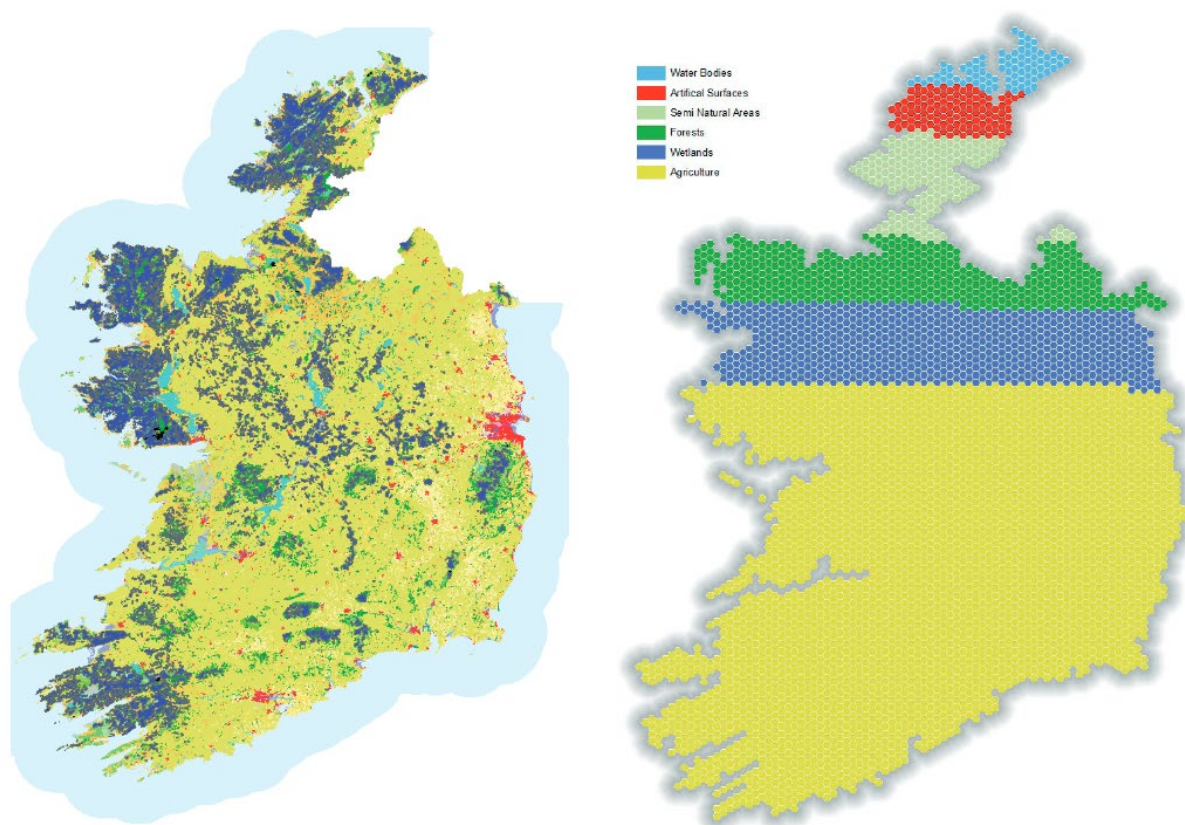 Water Bodies
Artifical Surfaces
Semi Natural Areas
Forests
Wetlands
Agriculture